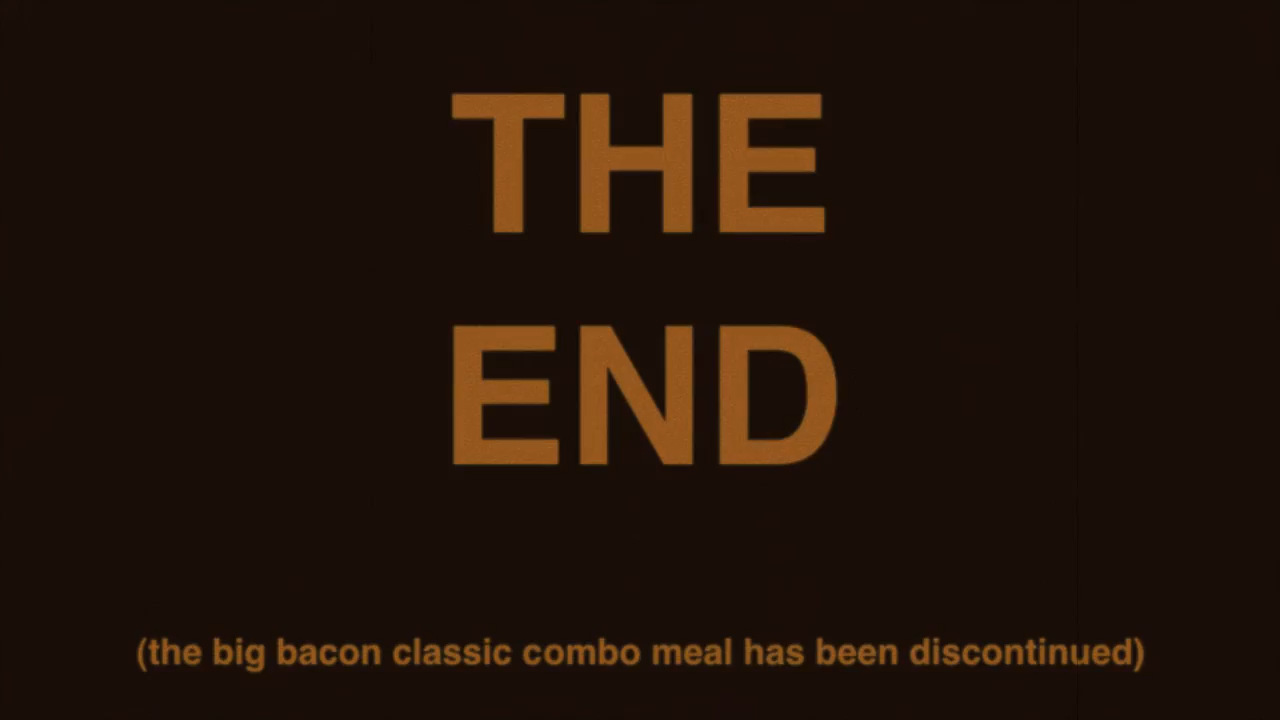 THE
END
(the big bacon classic combo meal has been discontinued)